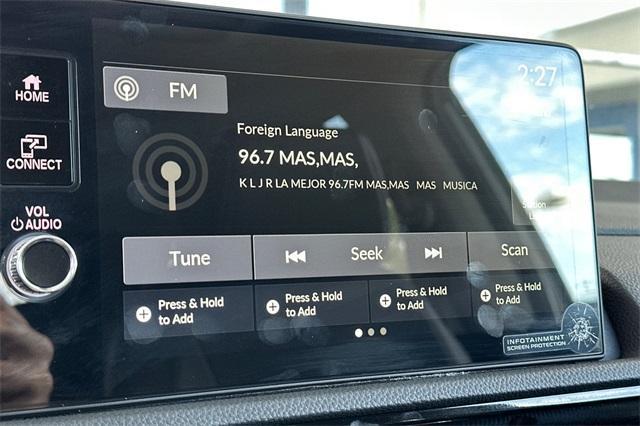 HOME
CONNECT
VOL
AUDIO
FM
2:27
Foreign Language
96.7 MAS,MAS,
K L J R LA MEJOR 96.7FM MAS,MAS MAS MUSICA
Station
Tune
Seek
Scan
Press & Hold
to Add
Press & Hold
to Add
Press & Hold
to Add
Press & Hold
to Add
INFOTAINMENT
SCREEN PROTECTION